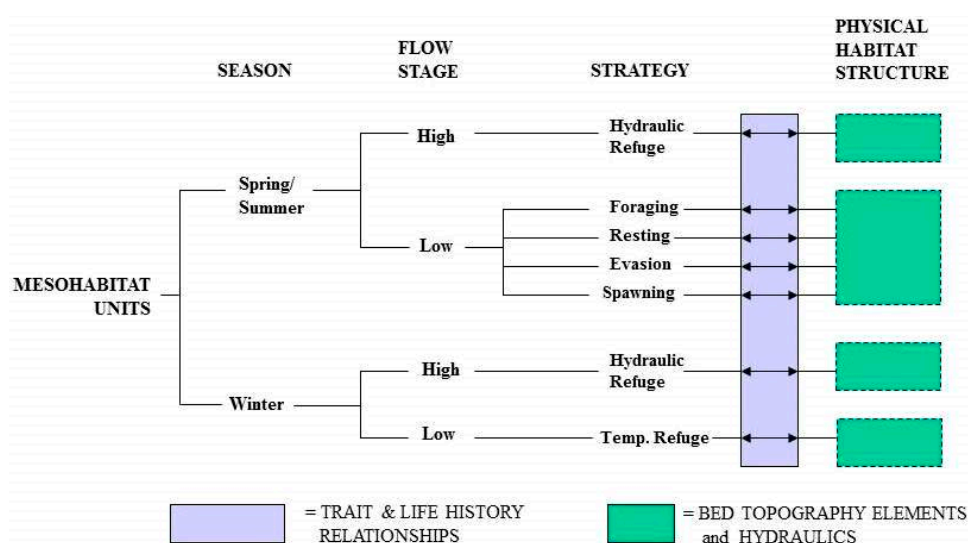 SEASON
FLOW
STAGE
STRATEGY
PHYSICAL
HABITAT
STRUCTURE
High
Hydraulic
Refuge
Spring/
Summer
Foraging
Resting
Low
Evasion
Spawning
MESOHABITAT
UNITS
High
Hydraulic
Refuge
Winter
Low
Temp. Refuge
= TRAIT & LIFE HISTORY
RELATIONSHIPS
= BED TOPOGRAPHY ELEMENTS
and HYDRAULICS